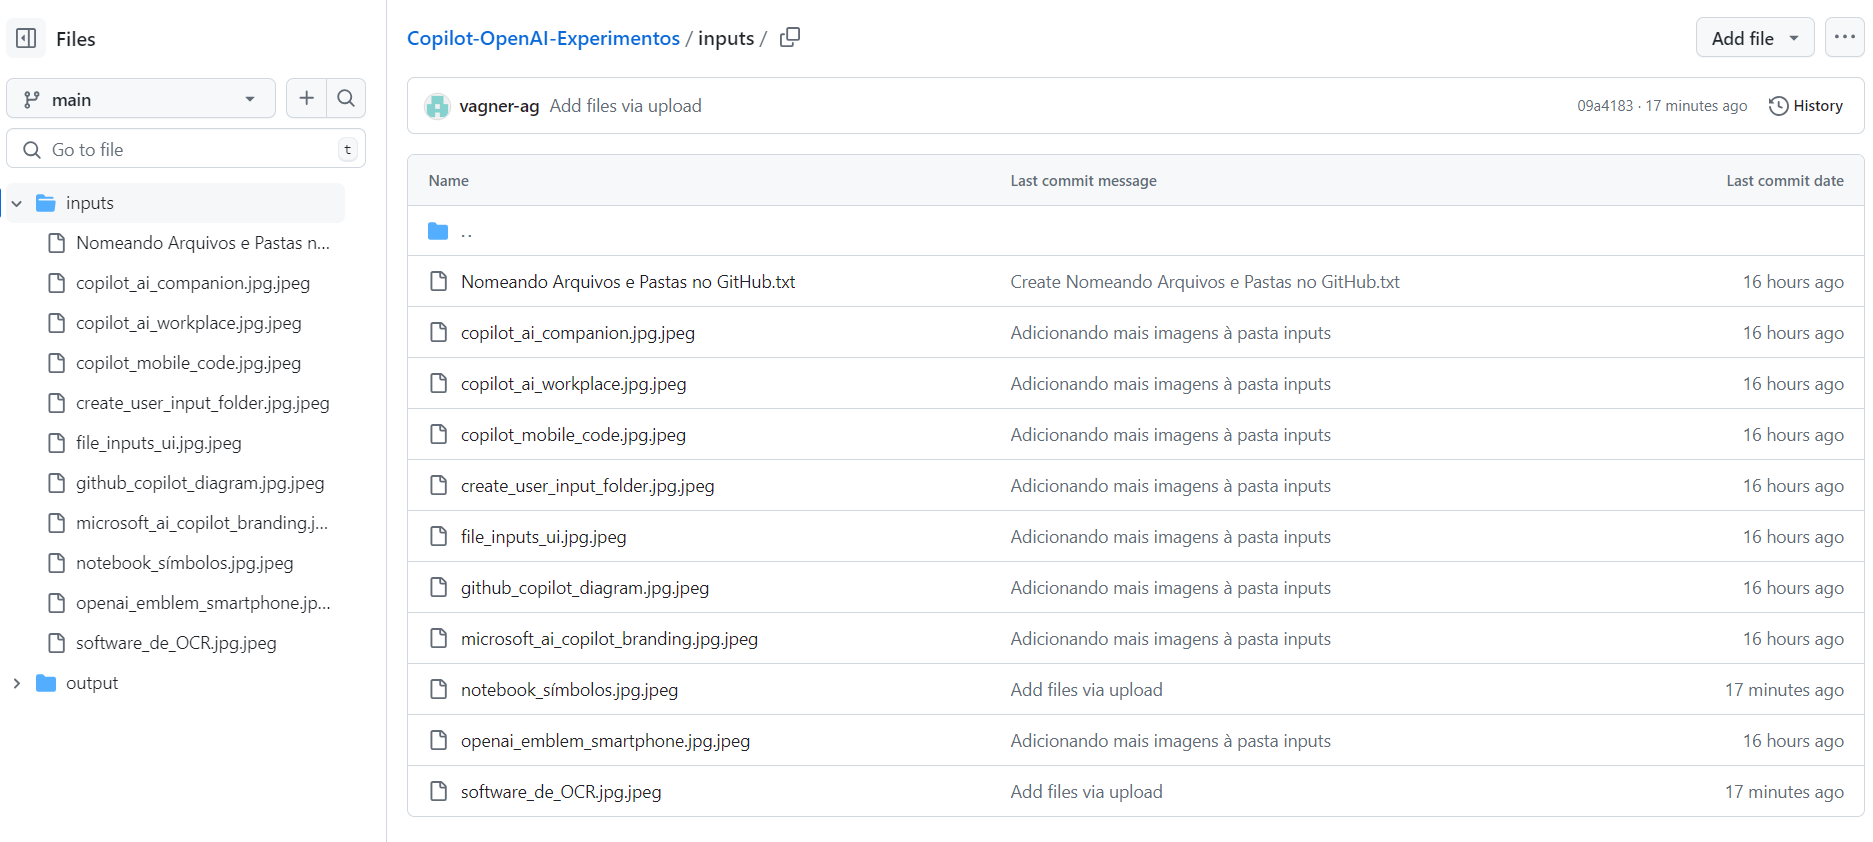 Files
main
Go to file
t
inputs
Nomeando Arquivos e Pastas n...
copilot_ai_companion.jpg.jpeg
copilot_ai_workplace.jpg.jpeg
copilot_mobile_code.jpg.jpeg
create_user_input_folder.jpg.jpeg
file_inputs_ui.jpg.jpeg
github_copilot_diagram.jpg.jpeg
microsoft_ai_copilot_branding.j...
notebook_símbolos.jpg.jpeg
openai_emblem_smartphone.jp...
software_de_OCR.jpg.jpeg
output
Copilot-OpenAI-Experimentos / inputs /
Add file
vagner-ag Add files via upload 09a4183 · 17 minutes ago History
Name Last commit message Last commit date
..
Nomeando Arquivos e Pastas no GitHub.txt Create Nomeando Arquivos e Pastas no GitHub.txt 16 hours ago
copilot_ai_companion.jpg.jpeg Adicionando mais imagens à pasta inputs 16 hours ago
copilot_ai_workplace.jpg.jpeg Adicionando mais imagens à pasta inputs 16 hours ago
copilot_mobile_code.jpg.jpeg Adicionando mais imagens à pasta inputs 16 hours ago
create_user_input_folder.jpg.jpeg Adicionando mais imagens à pasta inputs 16 hours ago
file_inputs_ui.jpg.jpeg Adicionando mais imagens à pasta inputs 16 hours ago
github_copilot_diagram.jpg.jpeg Adicionando mais imagens à pasta inputs 16 hours ago
microsoft_ai_copilot_branding.jpg.jpeg Adicionando mais imagens à pasta inputs 16 hours ago
notebook_símbolos.jpg.jpeg Add files via upload 17 minutes ago
openai_emblem_smartphone.jpg.jpeg Adicionando mais imagens à pasta inputs 16 hours ago
software_de_OCR.jpg.jpeg Add files via upload 17 minutes ago